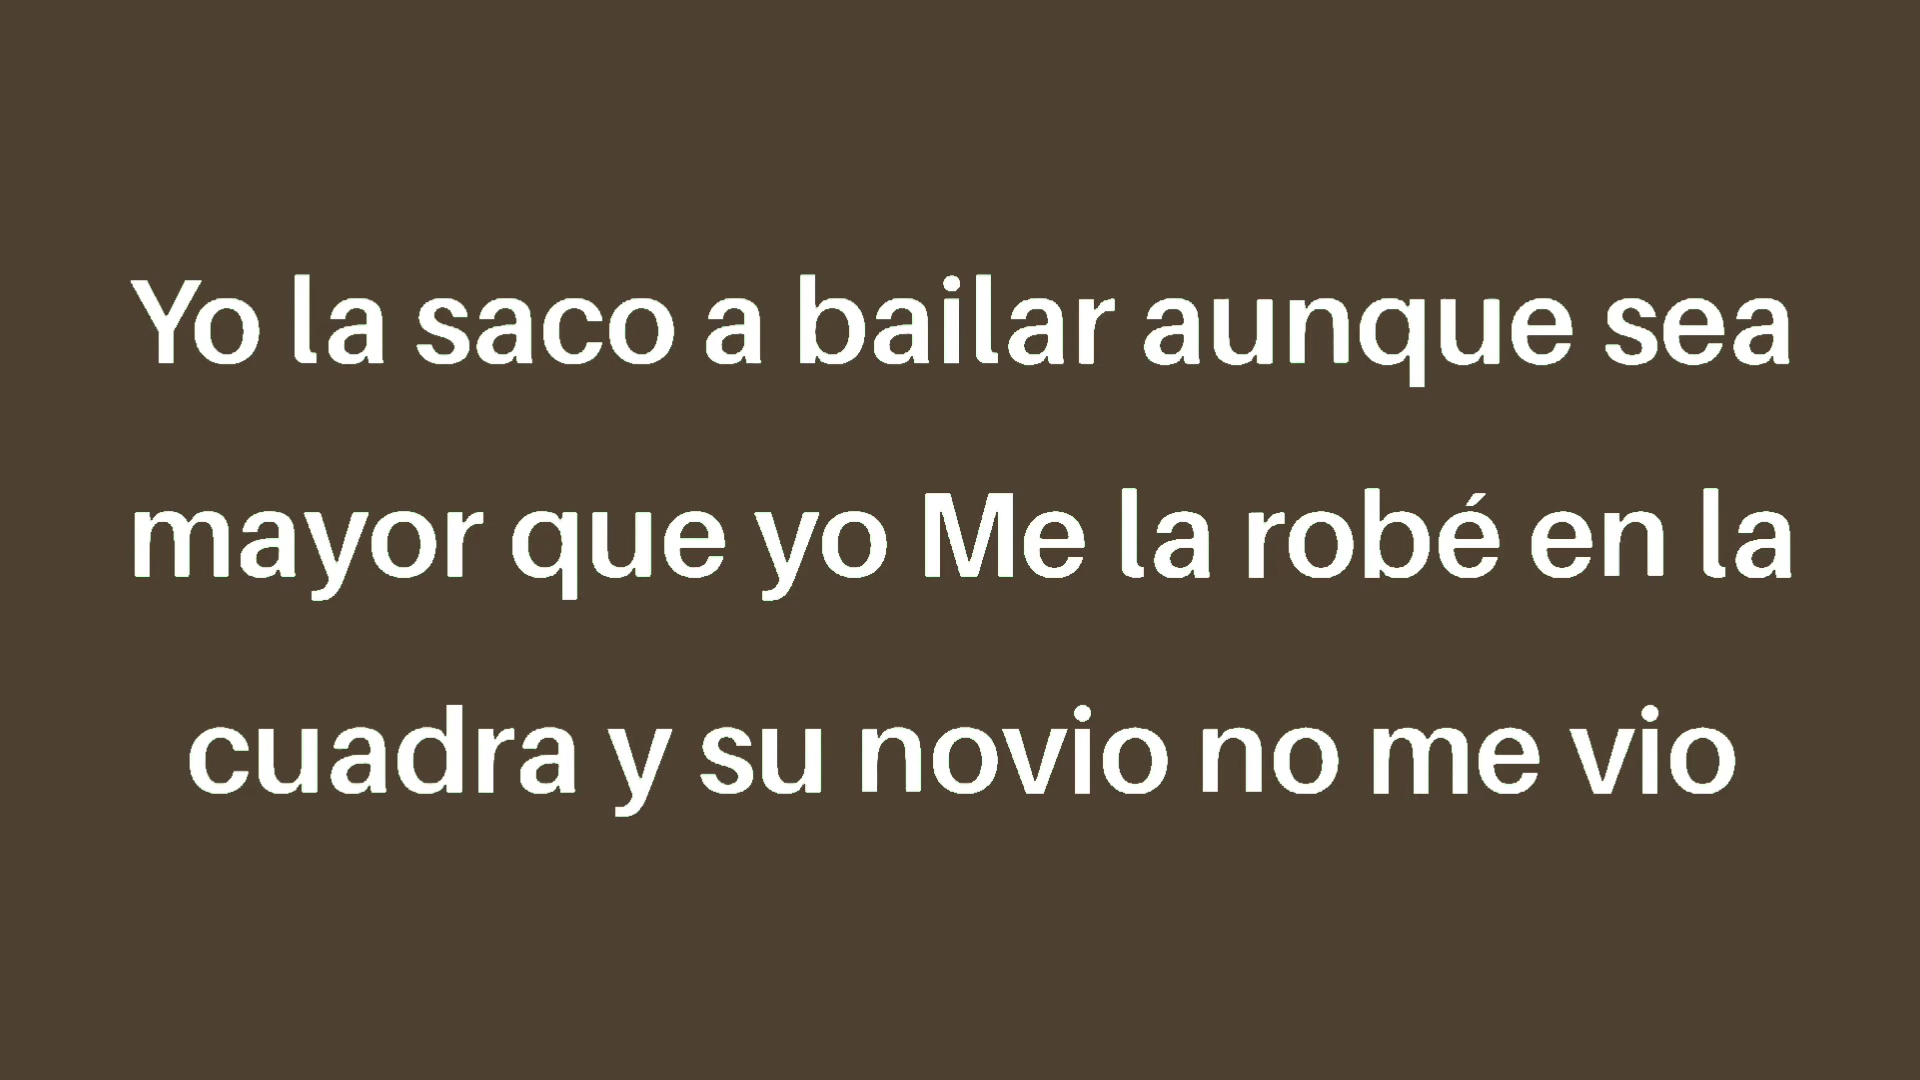 Yo la saco a bailar aunque sea
mayor que yo Me la robé en la
cuadra y su novio no me vio